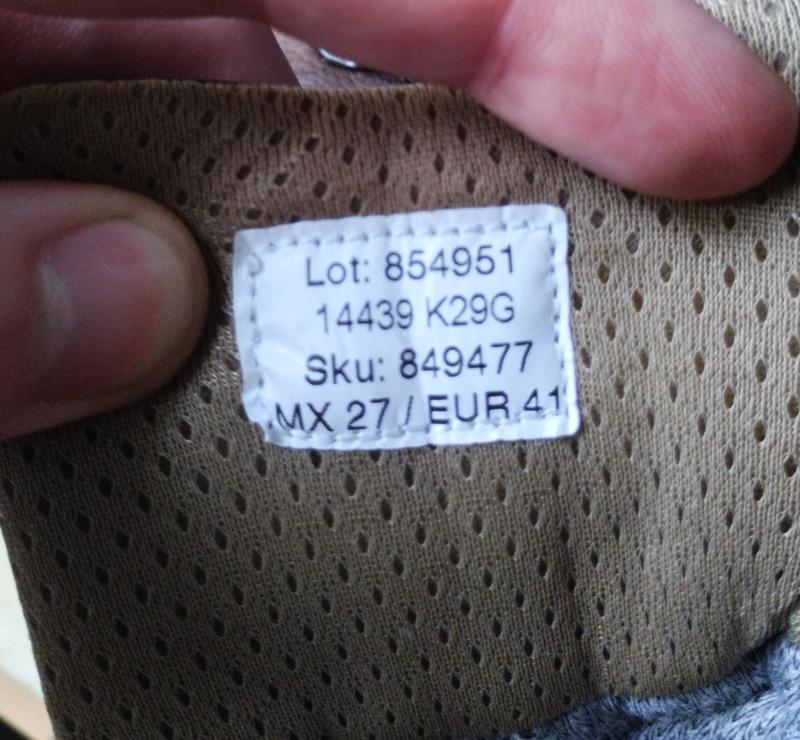 Lot: 854951
14439 K29G
Sku: 849477
MX 27 / EUR 41